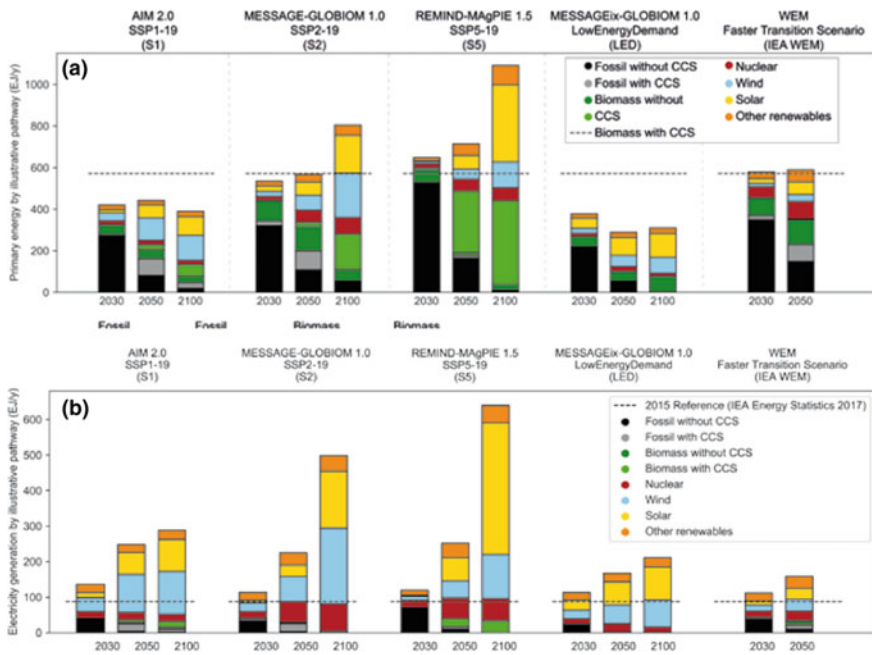 AIM 2.0
SSP1-19
(S1)
MESSAGE-GLOBIOM 1.0
SSP2-19
(S2)
REMIND-MAgPIE 1.5
SSP5-19
(S5)
MESSAGEix-GLOBIOM 1.0
LowEnergyDemand
(LED)
WEM
Faster Transition Scenario
(IEA WEM)
(a)
Primary energy by illustrative pathway (EJ/y)
1000
800
600
400
200
0
Fossil without CCS
Fossil with CCS
Biomass without
CCS
Biomass with CCS
Nuclear
Wind
Solar
Other renewables
2030 2050 2100
2030 2050 2100
2030 2050 2100
2030 2050 2100
2030 2050
Fossil Fossil Biomass Biomass
AIM 2.0
SSP1-19
(S1)
MESSAGE-GLOBIOM 1.0
SSP2-19
(S2)
REMIND-MAgPIE 1.5
SSP5-19
(S5)
MESSAGEix-GLOBIOM 1.0
LowEnergyDemand
(LED)
WEM
Faster Transition Scenario
(IEA WEM)
(b)
Electricity generation by illustrative pathway (EJ/y)
600
500
400
300
200
100
0
2015 Reference (IEA Energy Statistics 2017)
Fossil without CCS
Fossil with CCS
Biomass without CCS
Biomass with CCS
Nuclear
Wind
Solar
Other renewables
2030 2050 2100
2030 2050 2100
2030 2050 2100
2030 2050 2100
2030 2050